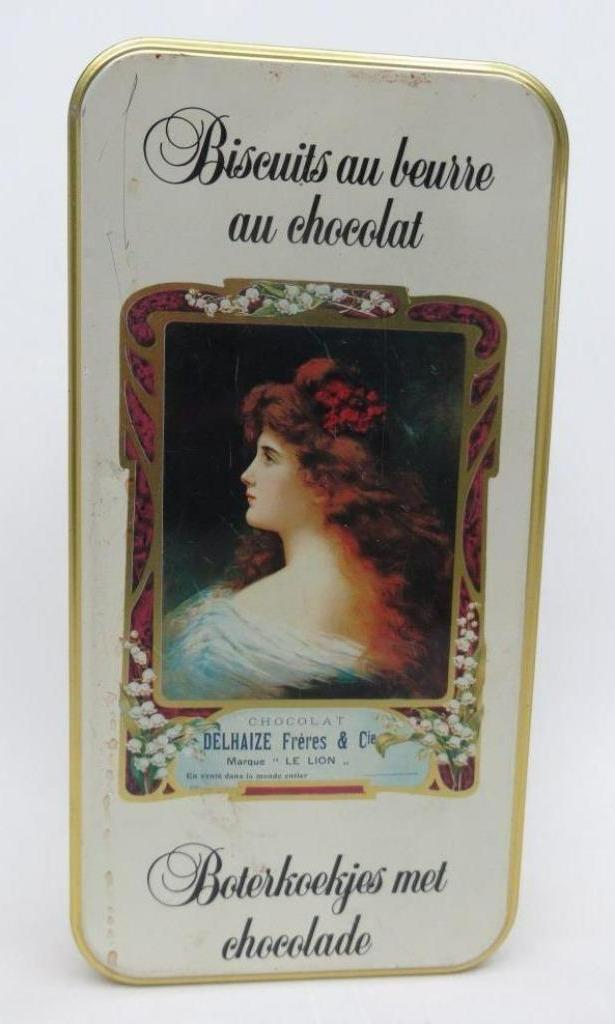 Biscuits au beurre
au chocolat
CHOCOLAT
DELHAIZE Frères & Cie
Marque " LE LION "
En vente dans le monde entier
Boterkoekjes met
chocolade